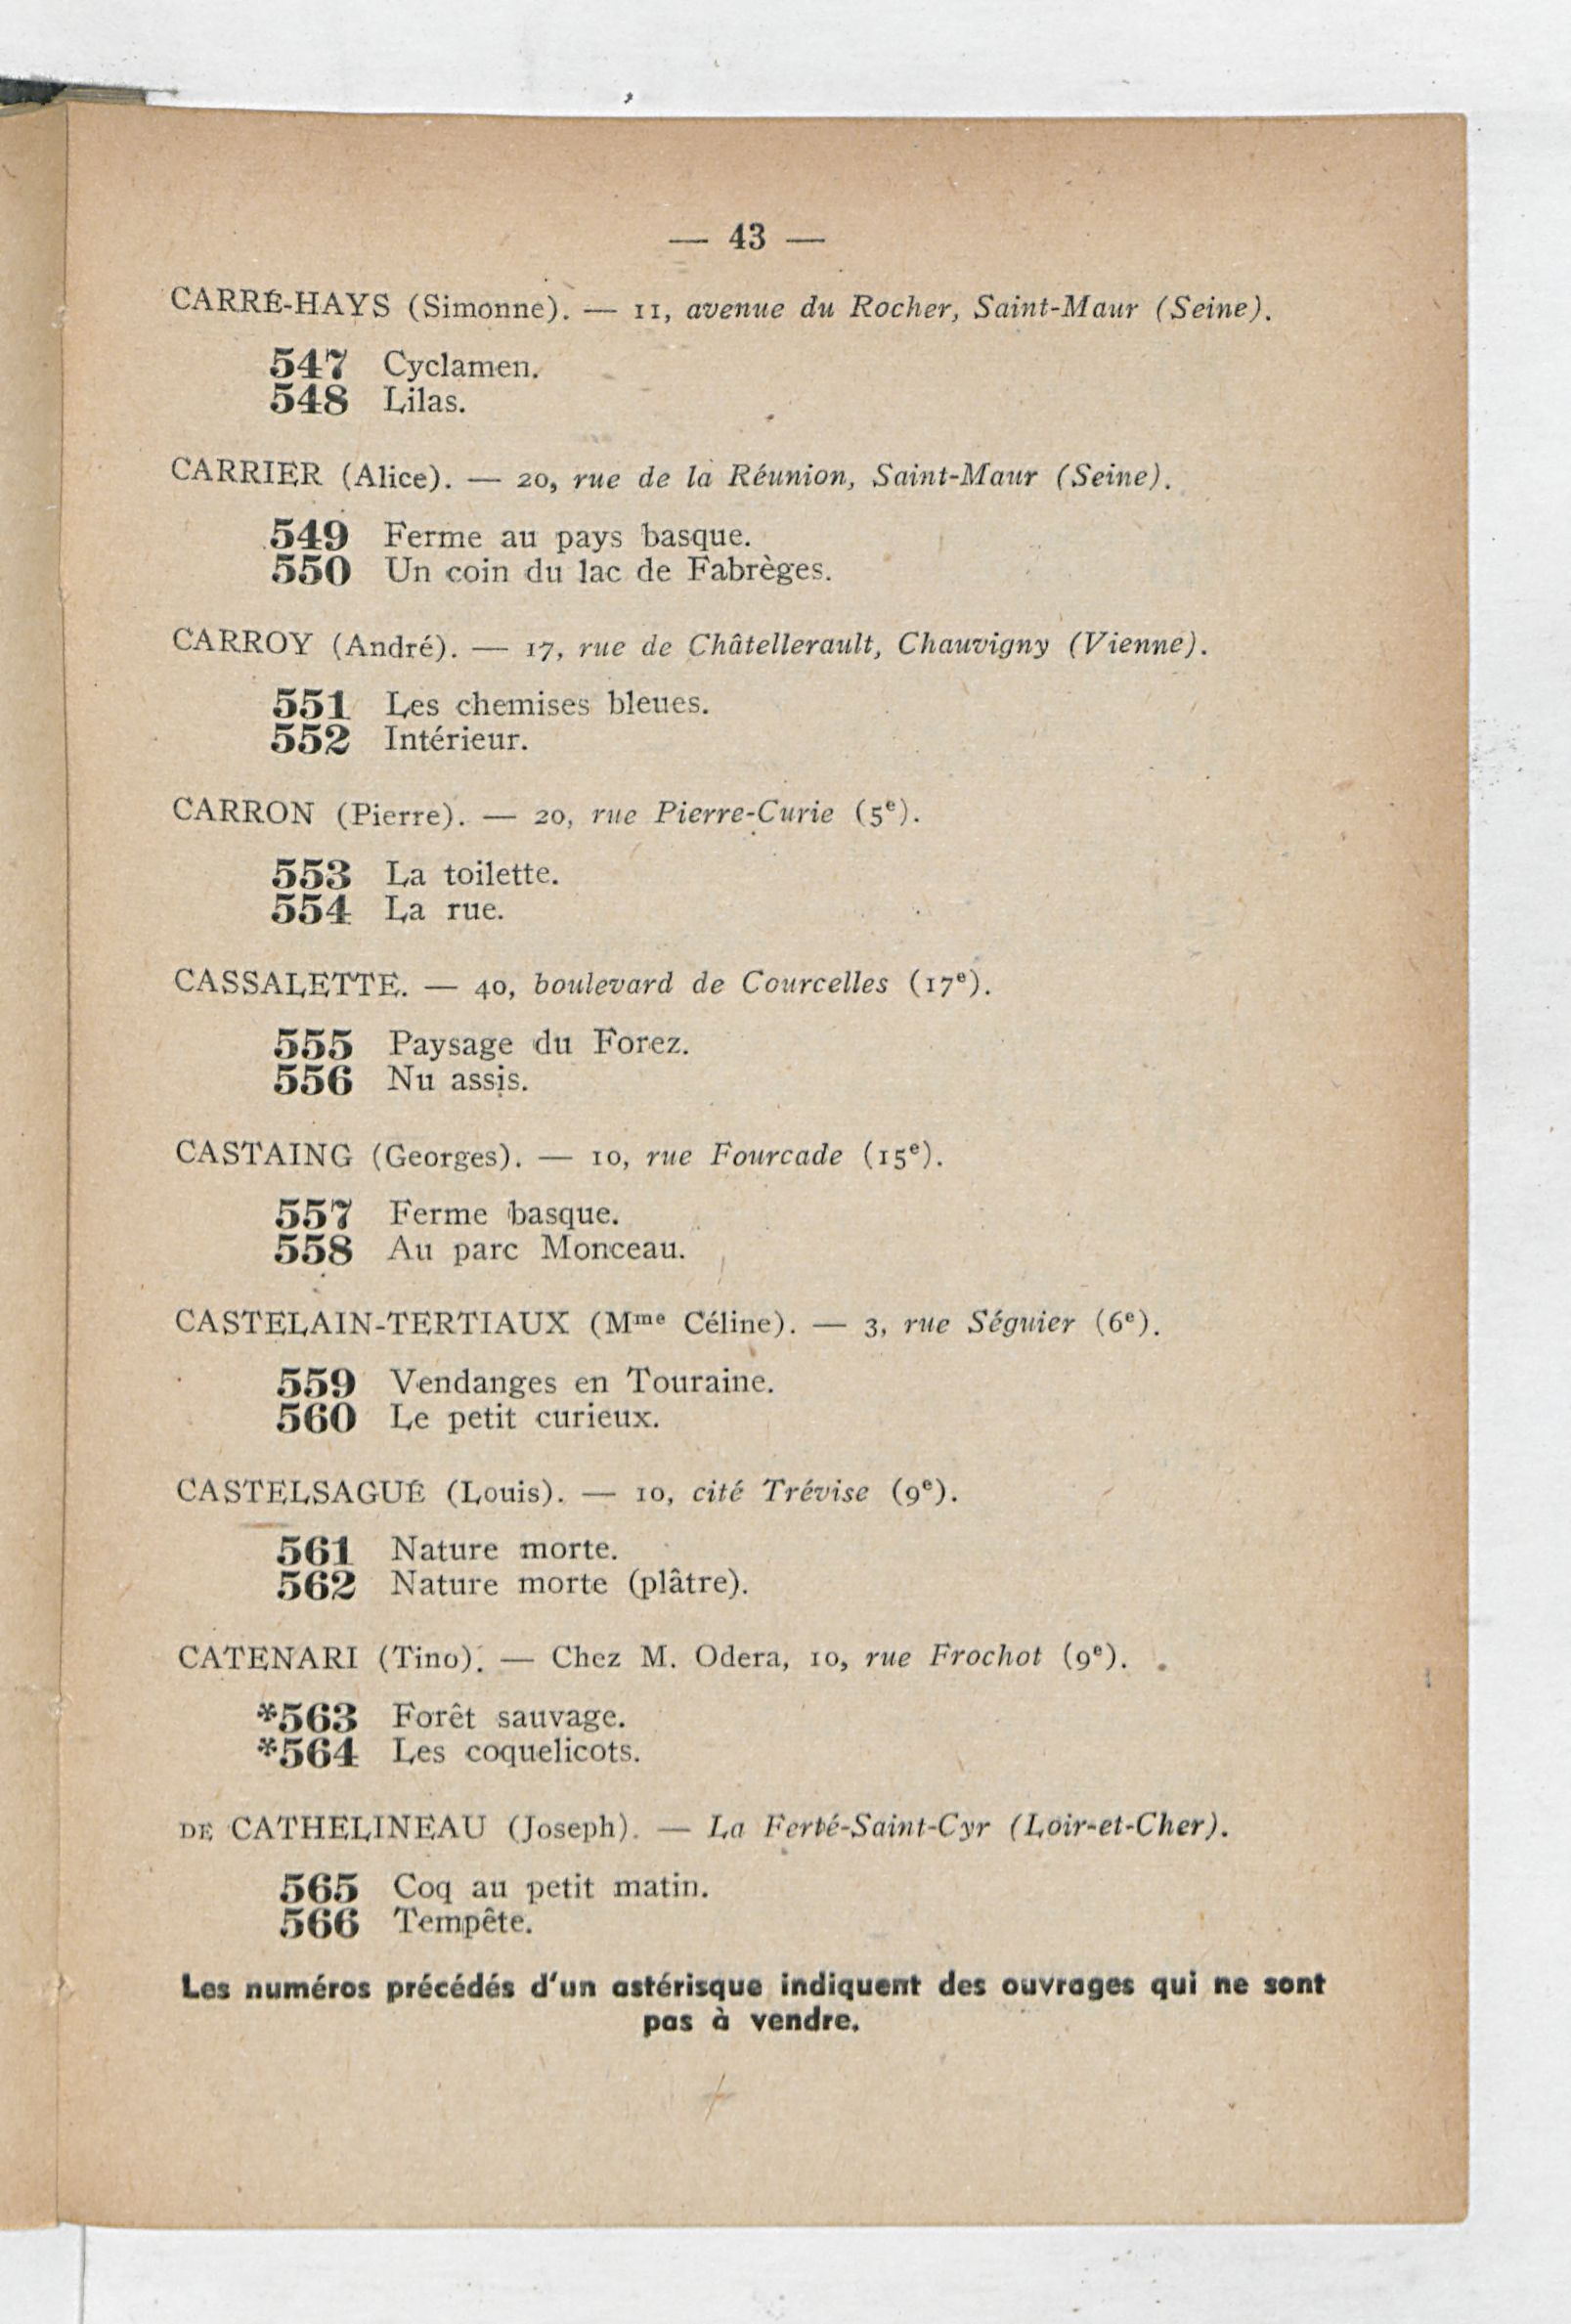 — 43 —
CARRÉ-HAYS (Simonne). — 11, avenue du Rocher, Saint-Maur (Seine).
547 Cyclamen.
548 Lilas.
CARRIER (Alice). — 20, rue de la Réunion, Saint-Maur (Seine).
549 Ferme au pays basque.
550 Un coin du lac de Fabrèges.
CARROY (André). — 17, rue de Châtellerault, Chauvigny (Vienne).
551 Les chemises bleues.
552 Intérieur.
CARRON (Pierre). — 20, rue Pierre-Curie (5e).
553 La toilette.
554 La rue.
CASSALETTE. — 40, boulevard de Courcelles (17e).
555 Paysage du Forez.
556 Nu assis.
CASTAING (Georges). — 10, rue Fourcade (15e).
557 Ferme basque.
558 Au parc Monceau.
CASTELAIN-TERTIAUX (Mme Céline). — 3, rue Séguier (6e).
559 Vendanges en Touraine.
560 Le petit curieux.
CASTELSAGUÉ (Louis). — 10, cité Trévise (9e).
561 Nature morte.
562 Nature morte (plâtre).
CATENARI (Tino). — Chez M. Odera, 10, rue Frochot (9e).
*563 Forêt sauvage.
*564 Les coquelicots.
DE CATHELINEAU (Joseph). — La Ferté-Saint-Cyr (Loir-et-Cher).
565 Coq au petit matin.
566 Tempête.
Les numéros précédés d'un astérisque indiquent des ouvrages qui ne sont
pas à vendre.